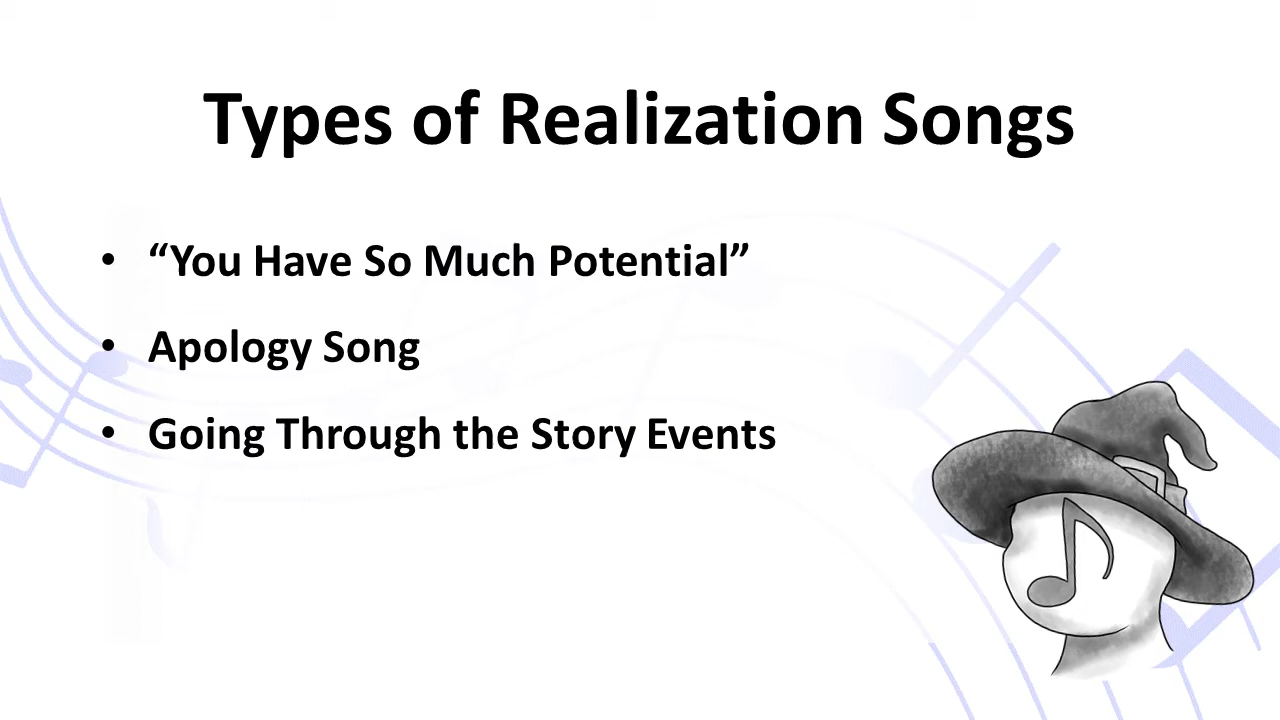 Types of Realization Songs
• “You Have So Much Potential”
• Apology Song
• Going Through the Story Events